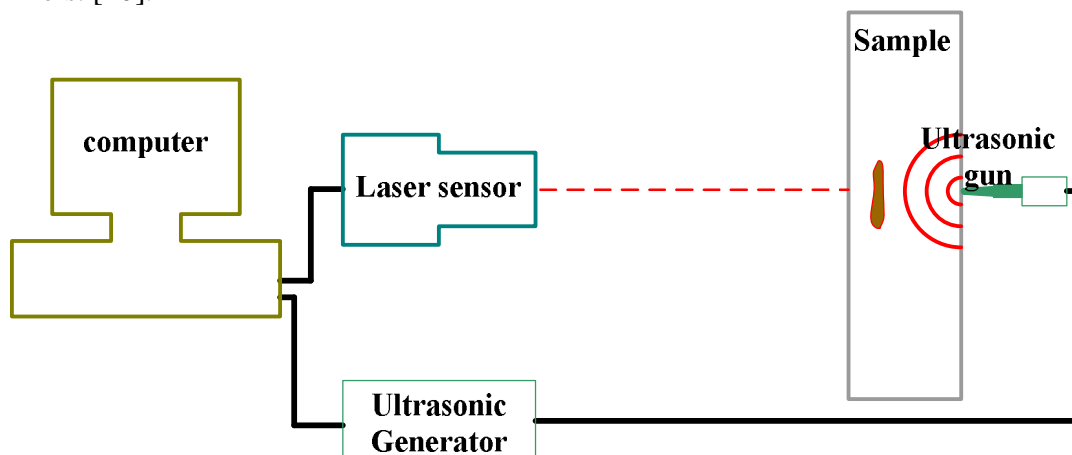 Sample
computer
Ultrasonic
gun
Laser sensor
Ultrasonic
Generator